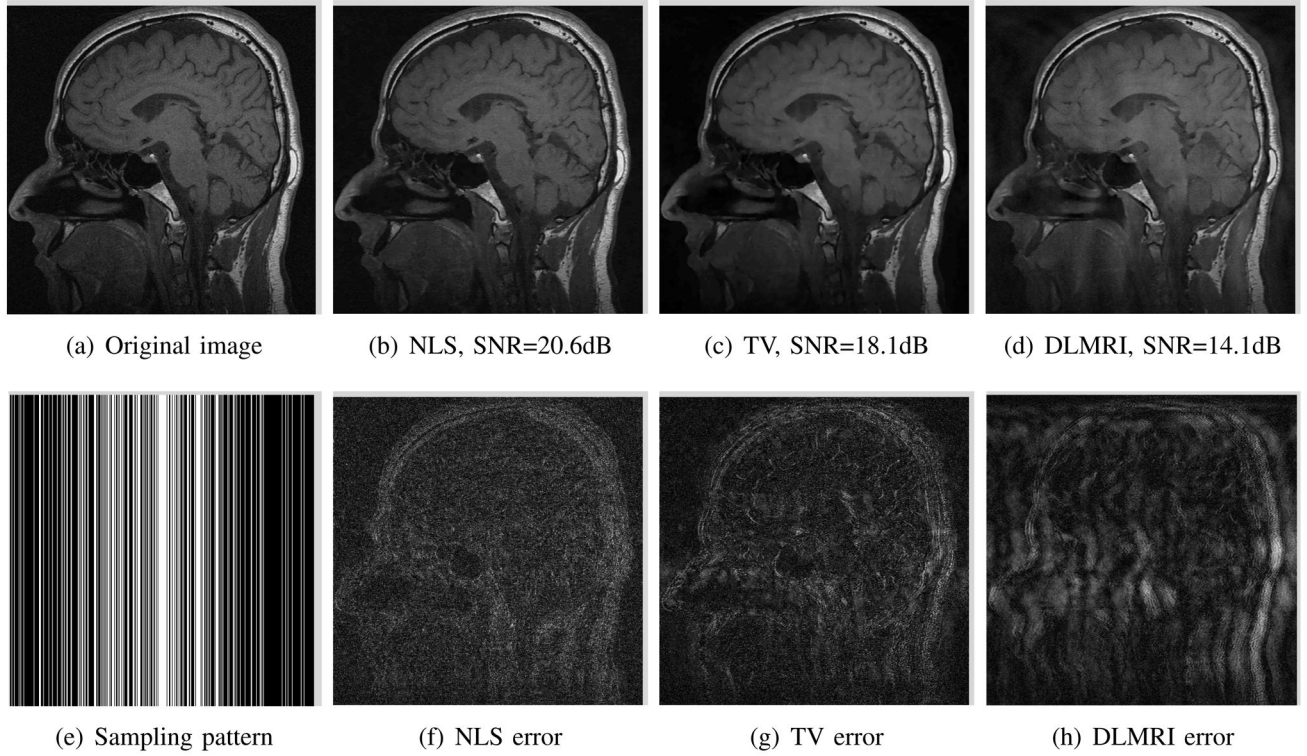 (a) Original image
(b) NLS, SNR=20.6dB
(c) TV, SNR=18.1dB
(d) DLMRI, SNR=14.1dB
(e) Sampling pattern
(f) NLS error
(g) TV error
(h) DLMRI error